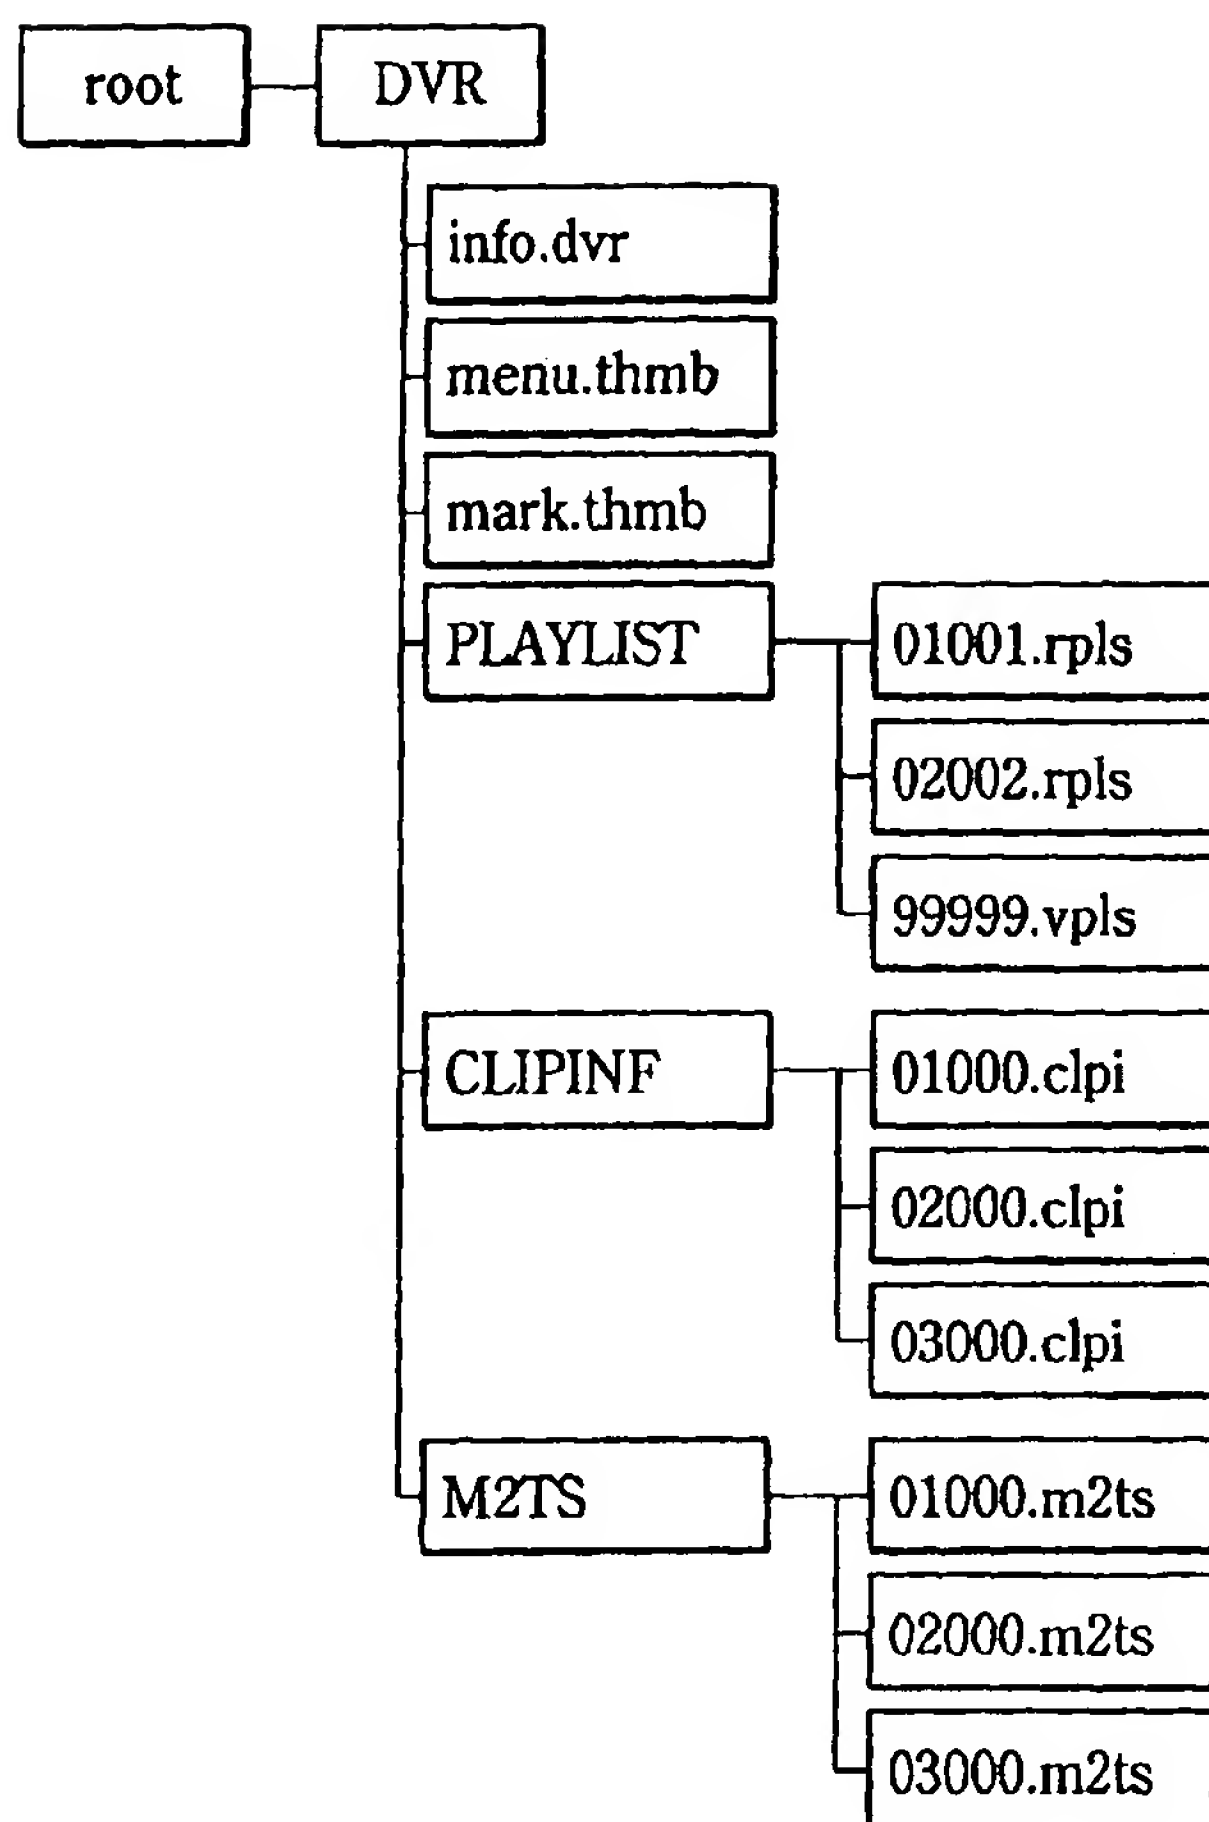 root
DVR
info.dvr
menu.thmb
mark.thmb
PLAYLIST
01001.rpls
02002.rpls
99999.vpls
CLIPINF
01000.clpi
02000.clpi
03000.clpi
M2TS
01000.m2ts
02000.m2ts
03000.m2ts